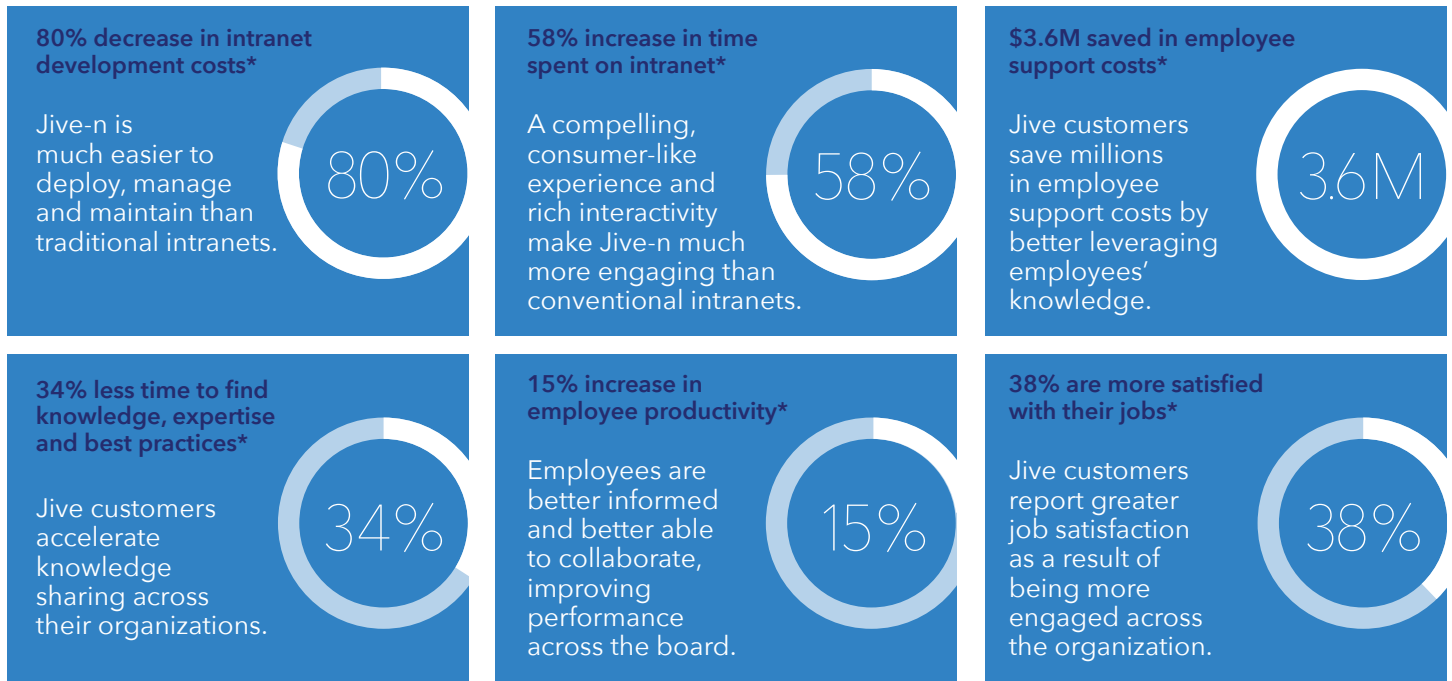 80% decrease in intranet
development costs*
Jive-n is
much easier to
deploy, manage
and maintain than
traditional intranets.
80%
58% increase in time
spent on intranet*
A compelling,
consumer-like
experience and
rich interactivity
make Jive-n much
more engaging than
conventional intranets.
58%
$3.6M saved in employee
support costs*
Jive customers
save millions
in employee
support costs by
better leveraging
employees’
knowledge.
3.6M
34% less time to find
knowledge, expertise
and best practices*
Jive customers
accelerate
knowledge
sharing across
their organizations.
34%
15% increase in
employee productivity*
Employees are
better informed
and better able
to collaborate,
improving
performance
across the board.
15%
38% are more satisfied
with their jobs*
Jive customers
report greater
job satisfaction
as a result of
being more
engaged across
the organization.
38%